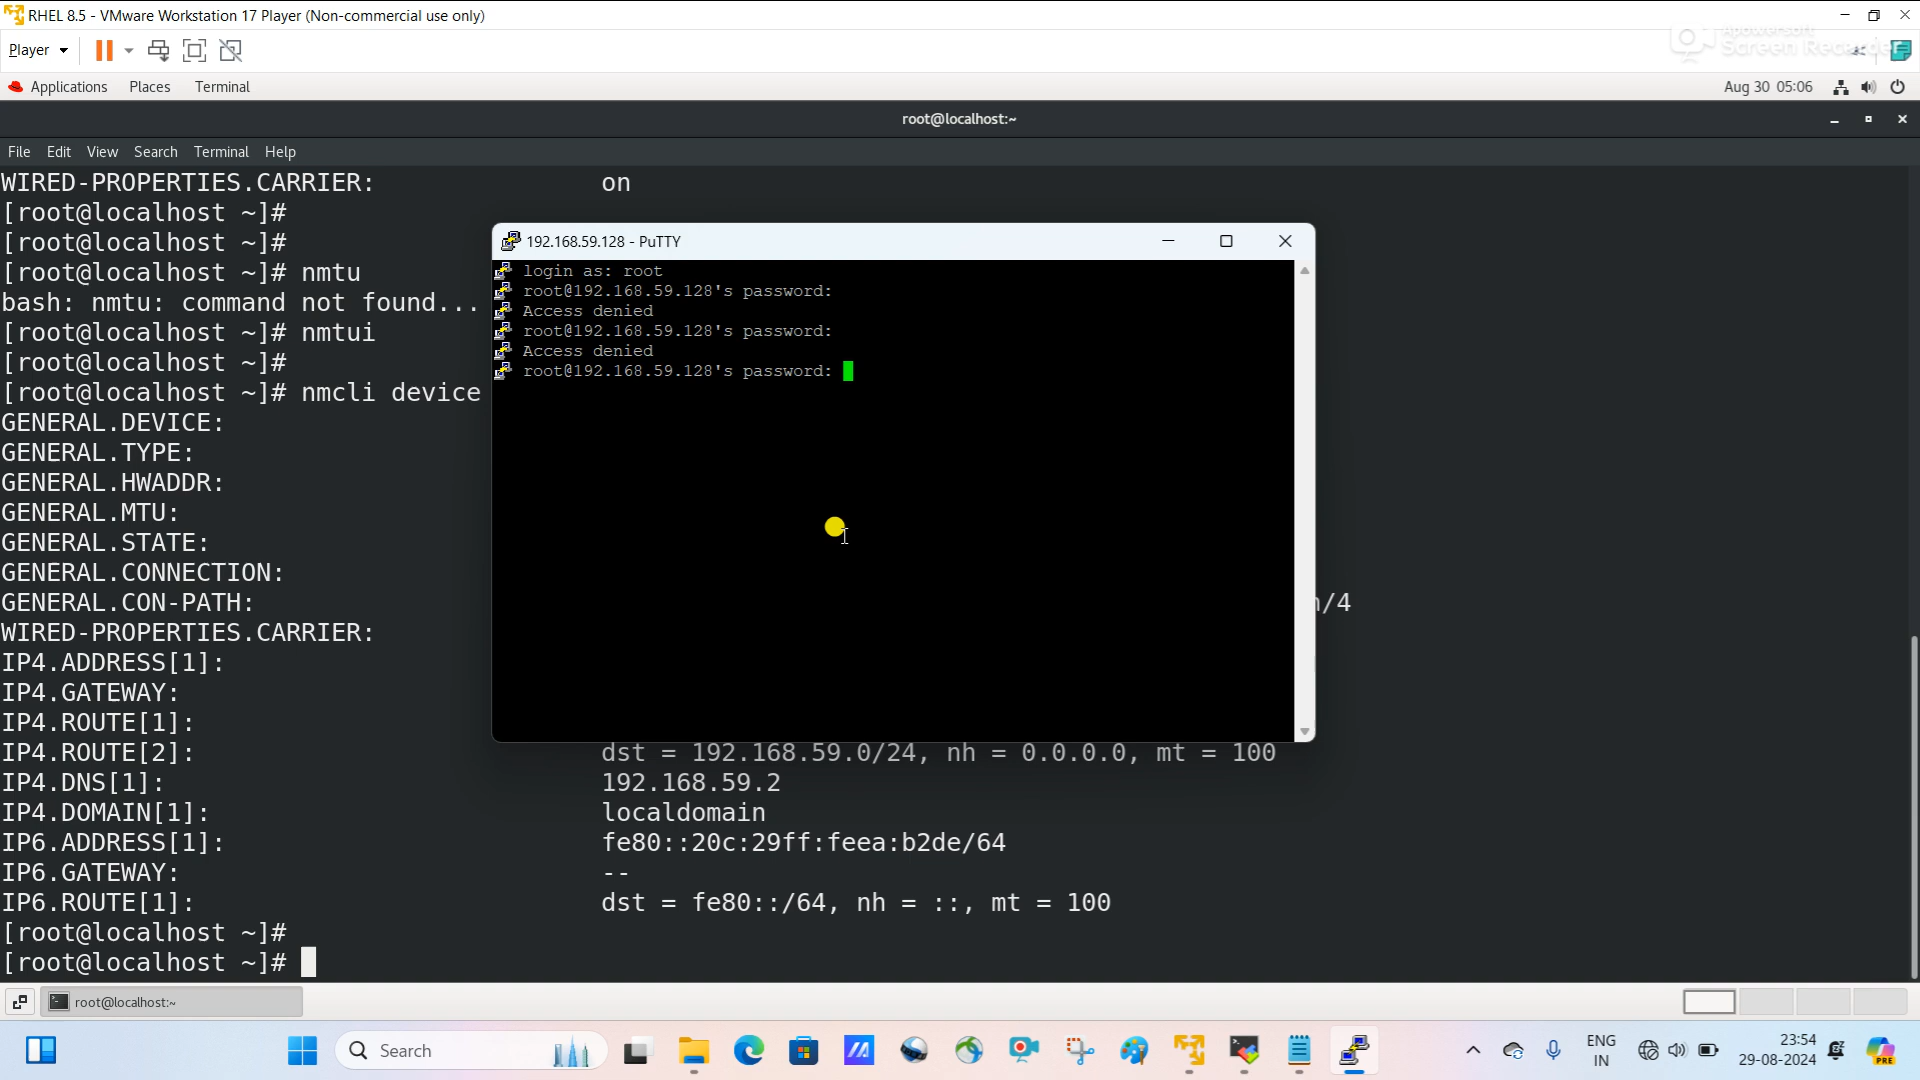 RHEL 8.5 - VMware Workstation 17 Player (Non-commercial use only)
Player
Apowersoft
Screen Recorder
Applications Places Terminal Aug 30 05:06
root@localhost:~
File Edit View Search Terminal Help
WIRED-PROPERTIES.CARRIER: on
[root@localhost ~]#
[root@localhost ~]#
[root@localhost ~]# nmtu
bash: nmtu: command not found...
[root@localhost ~]# nmtui
[root@localhost ~]#
[root@localhost ~]# nmcli device
GENERAL.DEVICE:
GENERAL.TYPE:
GENERAL.HWADDR:
GENERAL.MTU:
GENERAL.STATE:
GENERAL.CONNECTION:
GENERAL.CON-PATH: /4
WIRED-PROPERTIES.CARRIER:
IP4.ADDRESS[1]:
IP4.GATEWAY:
IP4.ROUTE[1]:
IP4.ROUTE[2]: dst = 192.168.59.0/24, nh = 0.0.0.0, mt = 100
IP4.DNS[1]: 192.168.59.2
IP4.DOMAIN[1]: localdomain
IP6.ADDRESS[1]: fe80::20c:29ff:feea:b2de/64
IP6.GATEWAY: --
IP6.ROUTE[1]: dst = fe80::/64, nh = ::, mt = 100
[root@localhost ~]#
[root@localhost ~]#
192.168.59.128 - PuTTY
login as: root
root@192.168.59.128's password:
Access denied
root@192.168.59.128's password:
Access denied
root@192.168.59.128's password:
root@localhost:~
Search
PRE
ENG
IN
23:54
29-08-2024